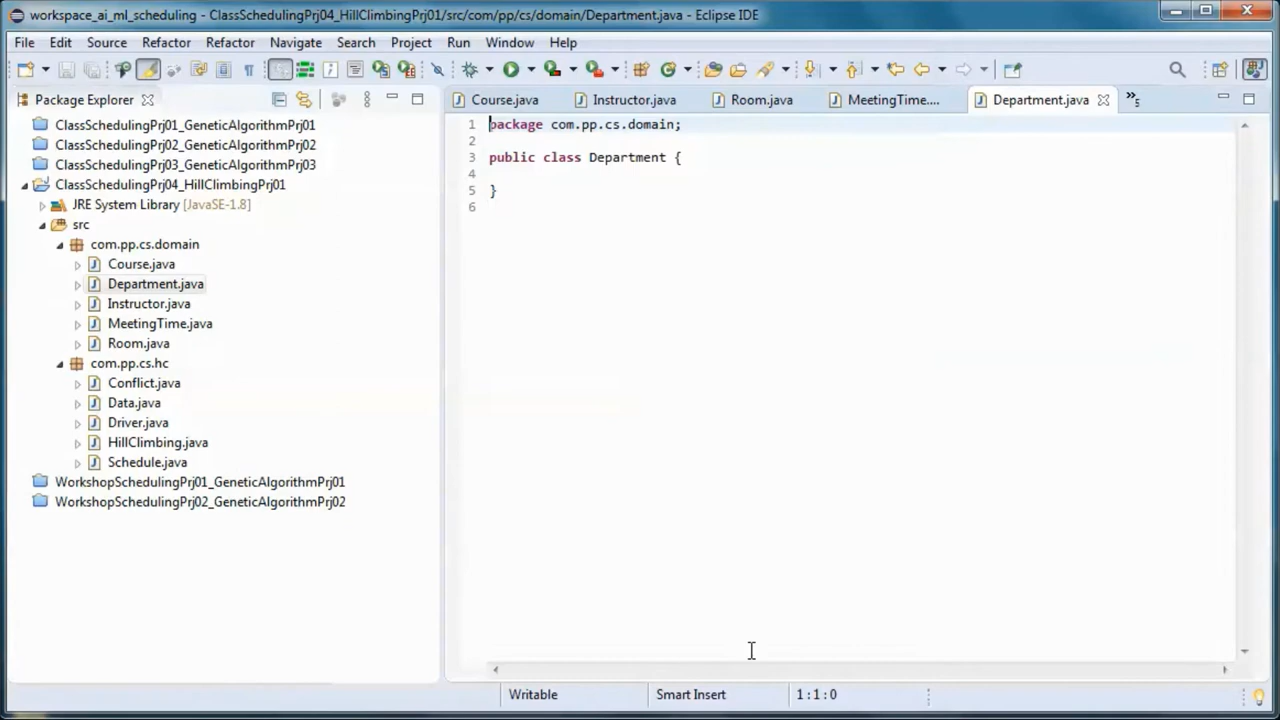 workspace_ai_ml_scheduling - ClassSchedulingPrj04_HillClimbingPrj01/src/com/pp/cs/domain/Department.java - Eclipse IDE
File Edit Source Refactor Refactor Navigate Search Project Run Window Help
Package Explorer
Course.java Instructor.java Room.java MeetingTime.... Department.java »5
ClassSchedulingPrj01_GeneticAlgorithmPrj01
ClassSchedulingPrj02_GeneticAlgorithmPrj02
ClassSchedulingPrj03_GeneticAlgorithmPrj03
ClassSchedulingPrj04_HillClimbingPrj01
JRE System Library [JavaSE-1.8]
src
com.pp.cs.domain
Course.java
Department.java
Instructor.java
MeetingTime.java
Room.java
com.pp.cs.hc
Conflict.java
Data.java
Driver.java
HillClimbing.java
Schedule.java
WorkshopSchedulingPrj01_GeneticAlgorithmPrj01
WorkshopSchedulingPrj02_GeneticAlgorithmPrj02
1 package com.pp.cs.domain;
2
3 public class Department {
4
5 }
6
Writable Smart Insert 1:1:0